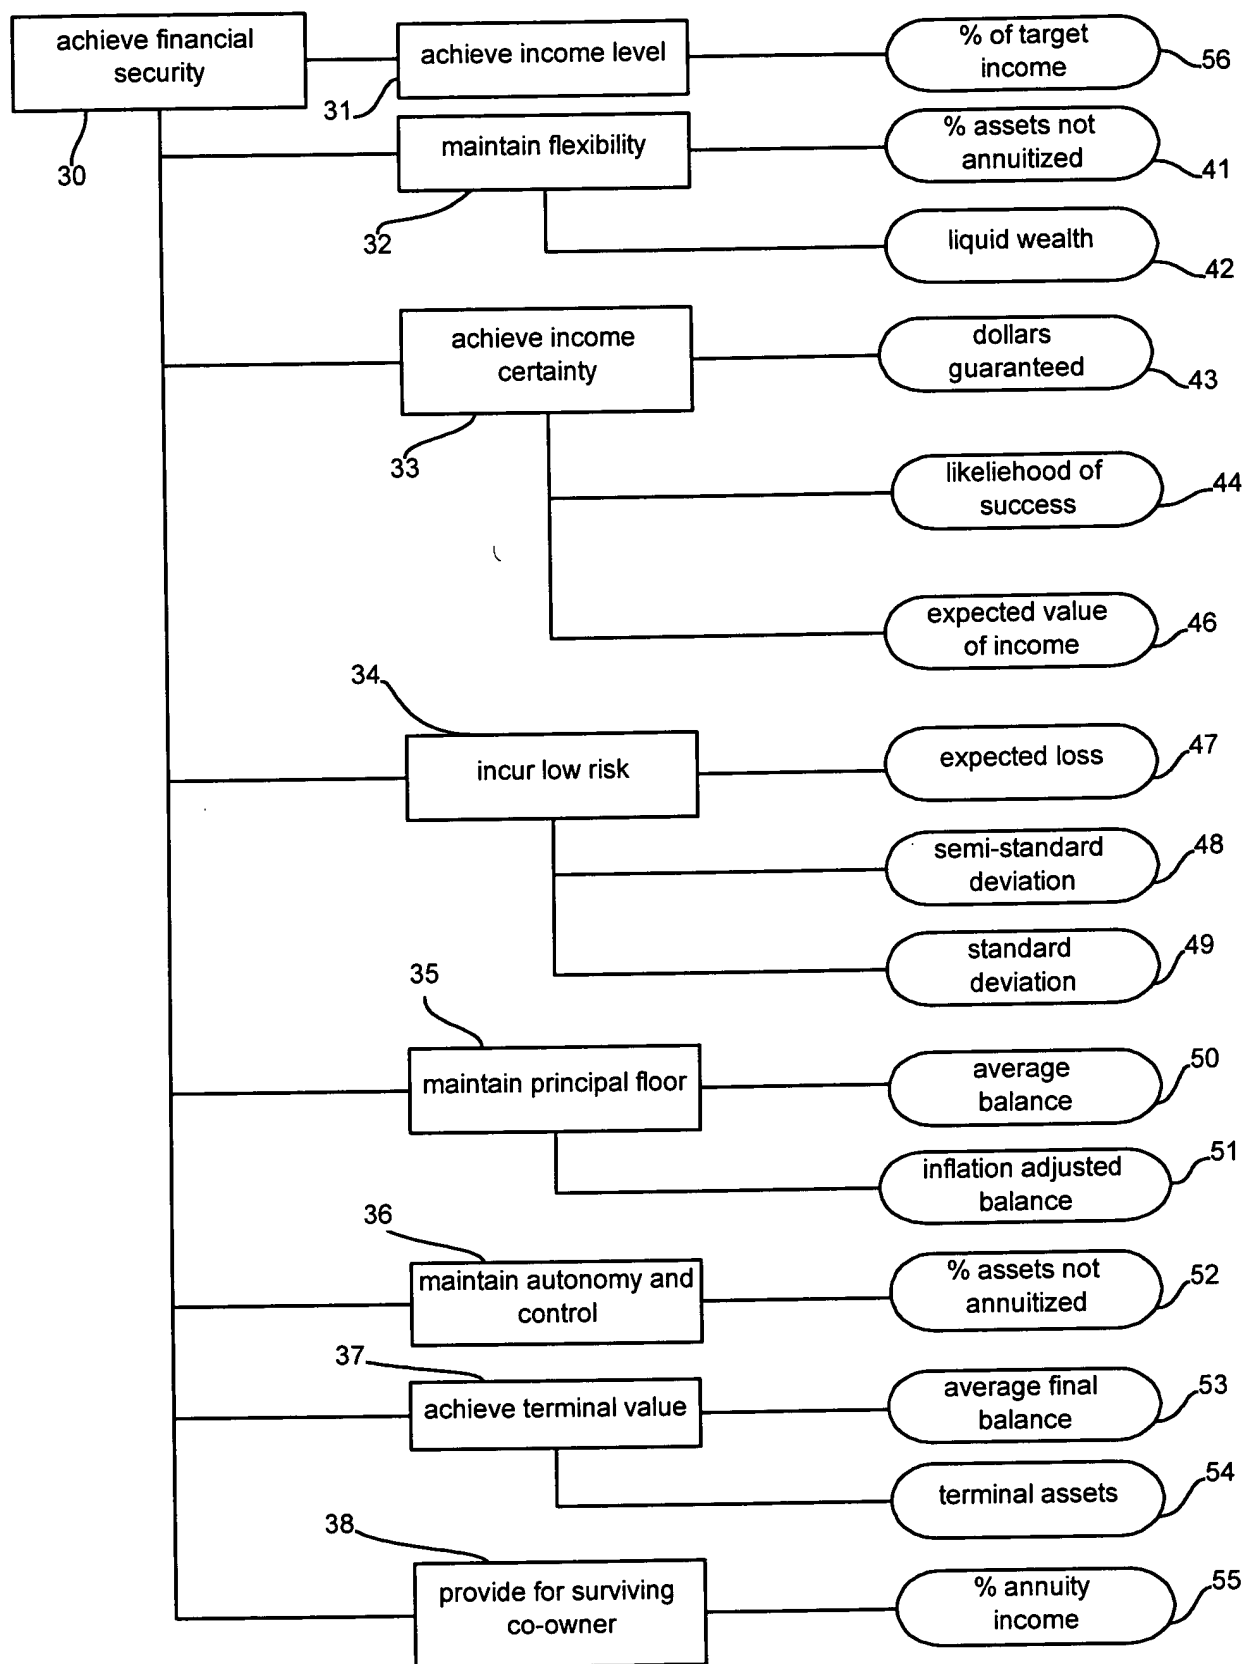 achieve financial
security
30
achieve income level
31
% of target
income
56
maintain flexibility
32
% assets not
annuitized
41
liquid wealth
42
achieve income
certainty
33
dollars
guaranteed
43
likeliehood of
success
44
expected value
of income
46
34
incur low risk
expected loss
47
semi-standard
deviation
48
standard
deviation
49
35
maintain principal floor
average
balance
50
inflation adjusted
balance
51
36
maintain autonomy and
control
% assets not
annuitized
52
37
achieve terminal value
average final
balance
53
terminal assets
54
38
provide for surviving
co-owner
% annuity
income
55